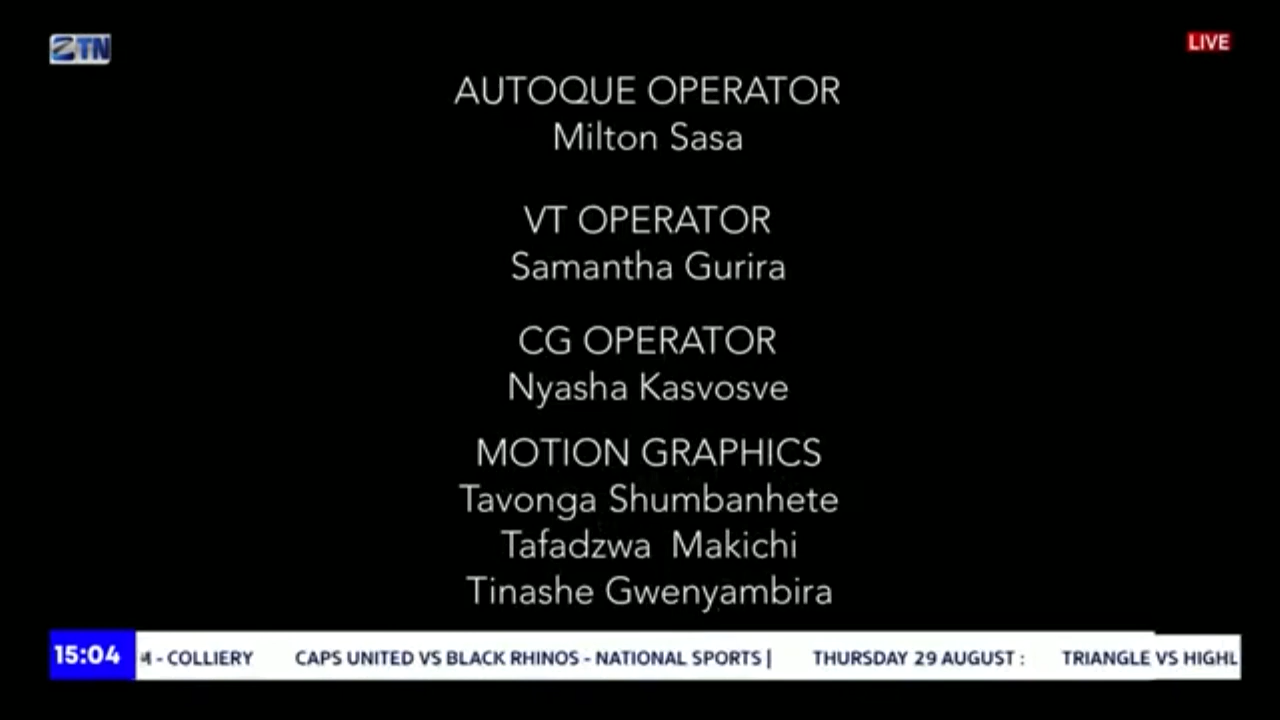 ZTN
LIVE
AUTOQUE OPERATOR
Milton Sasa
VT OPERATOR
Samantha Gurira
CG OPERATOR
Nyasha Kasvosve
MOTION GRAPHICS
Tavonga Shumbanhete
Tafadzwa Makichi
Tinashe Gwenyambira
15:04 - COLLIERY CAPS UNITED VS BLACK RHINOS - NATIONAL SPORTS | THURSDAY 29 AUGUST : TRIANGLE VS HIGHL